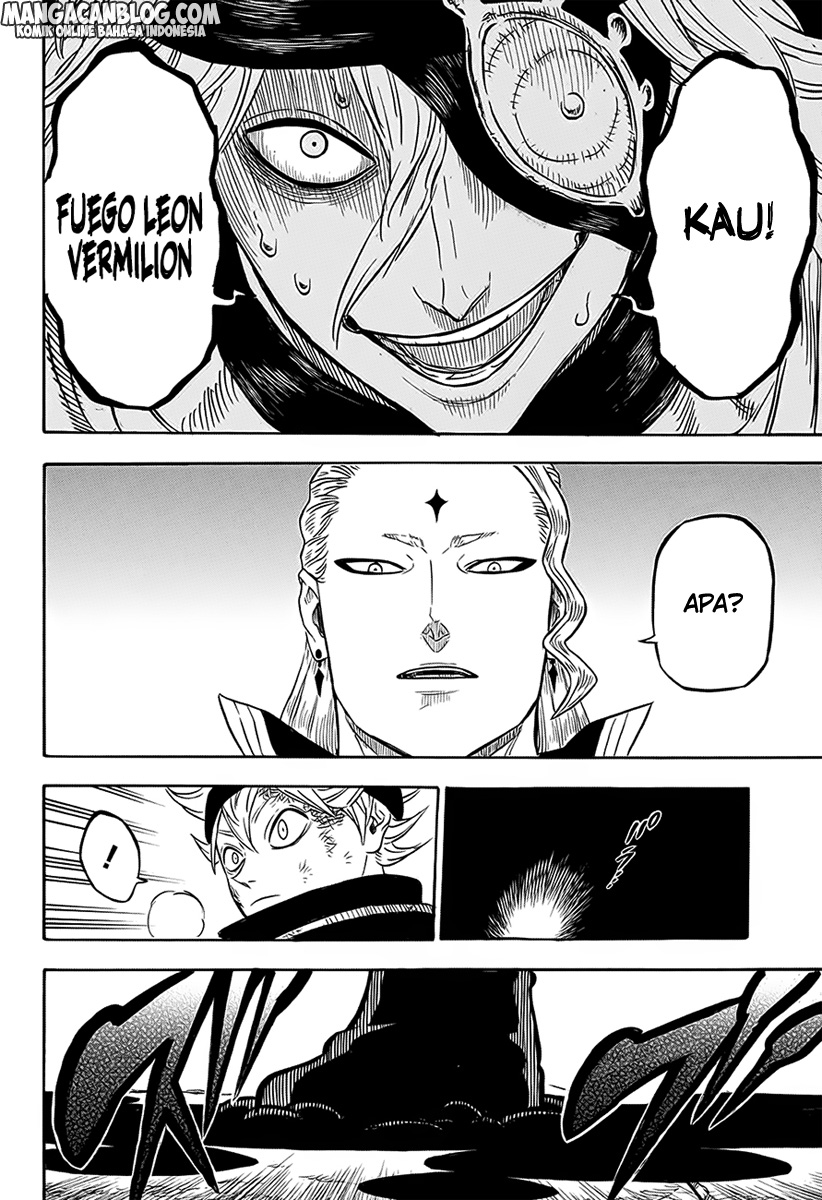 MANGACANBLOG.COM
KOMIK ONLINE BAHASA INDONESIA
KAU!
FUEGO LEON
VERMILION
APA?
!